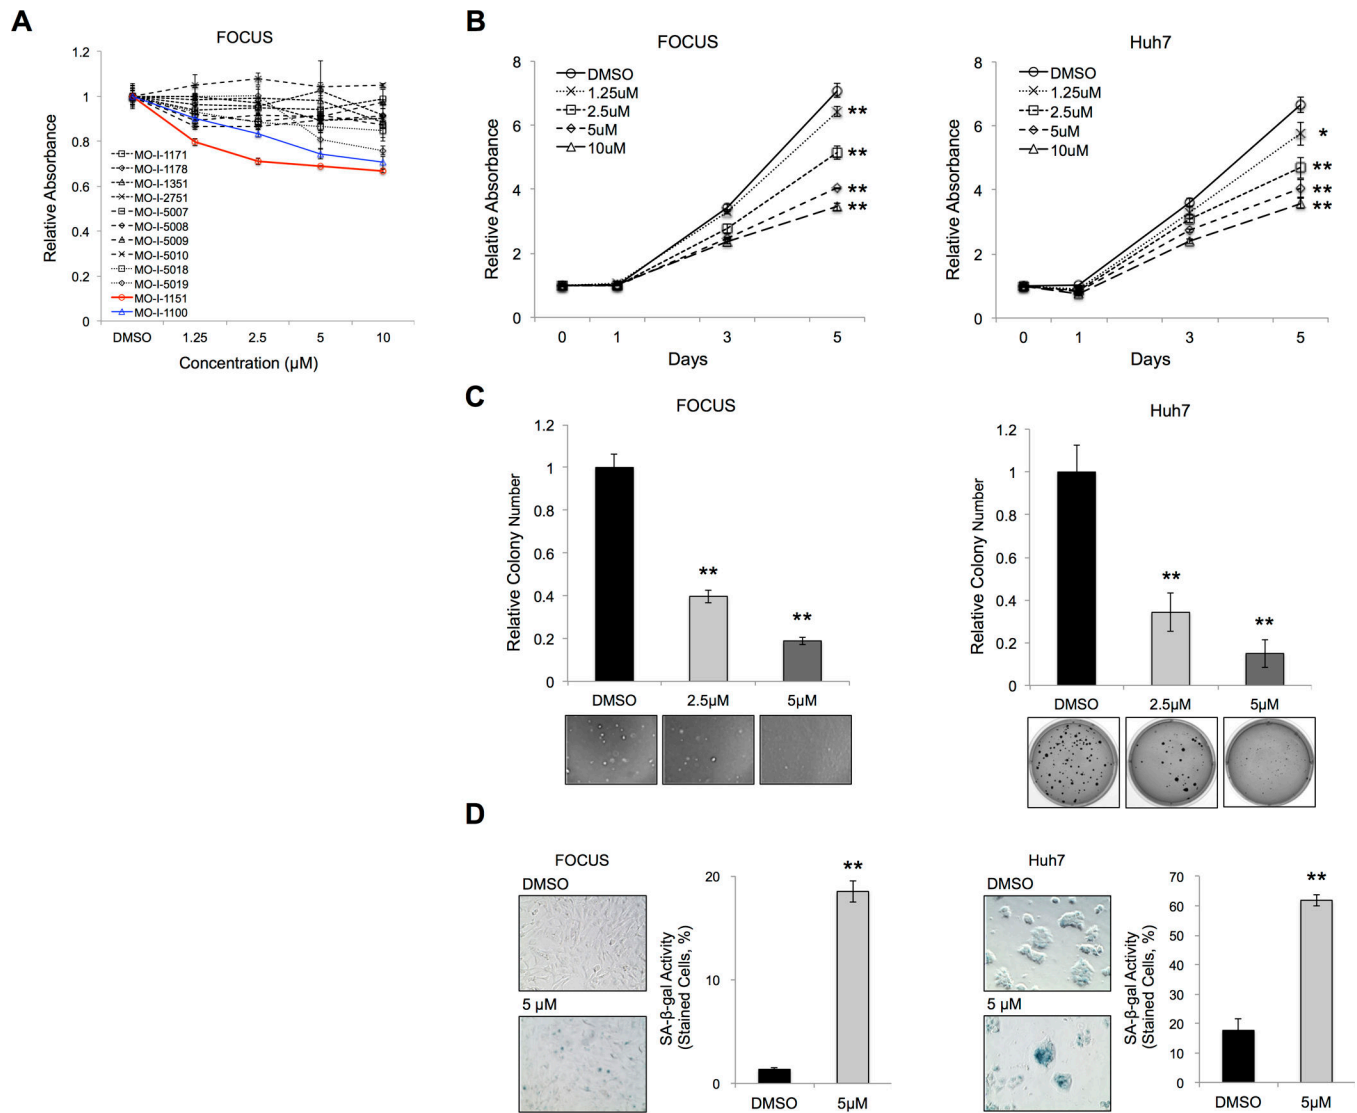 A
FOCUS
1.2
1
0.8
0.6
0.4
0.2
0
Relative Absorbance
MO-I-1171
MO-I-1178
MO-I-1351
MO-I-2751
MO-I-5007
MO-I-5008
MO-I-5009
MO-I-5010
MO-I-5018
MO-I-5019
MO-I-1151
MO-I-1100
DMSO 1.25 2.5 5 10
Concentration (µM)
B
FOCUS
8
6
4
2
0
Relative Absorbance
DMSO
1.25uM
2.5uM
5uM
10uM
**
**
**
**
0 1 3 5
Days
Huh7
8
6
4
2
0
Relative Absorbance
DMSO
1.25uM
2.5uM
5uM
10uM
*
**
**
**
0 1 3 5
Days
C
FOCUS
1.2
1
0.8
0.6
0.4
0.2
0
Relative Colony Number
**
**
DMSO 2.5µM 5µM
Huh7
1.2
1
0.8
0.6
0.4
0.2
0
Relative Colony Number
**
**
DMSO 2.5µM 5µM
D
FOCUS
DMSO
5 µM
SA-β-gal Activity
(Stained Cells, %)
20
10
0
**
DMSO 5µM
Huh7
DMSO
5 µM
SA-β-gal Activity
(Stained Cells, %)
70
60
50
40
30
20
10
0
**
DMSO 5µM